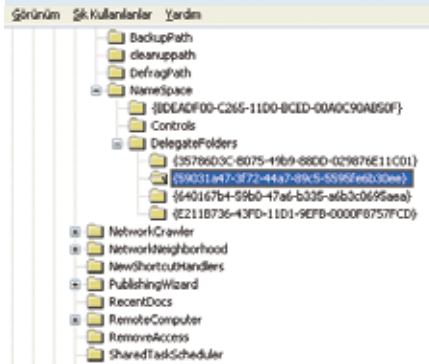 Görünüm Sık Kullanılanlar Yardım
BackupPath
cleanuppath
DefragPath
NameSpace
{BDEADF00-C265-11D0-BCED-00A0C90AB50F}
Controls
DelegateFolders
{35786D3C-B075-49b9-88DD-029876E11C01}
{59031a47-3f72-44a7-89c5-5595fe6b30ee}
{640167b4-59b0-47a6-b335-a6b3c0695aea}
{E211B736-43FD-11D1-9EFB-0000F8757FCD}
NetworkCrawler
NetworkNeighborhood
NewShortcutHandlers
PublishingWizard
RecentDocs
RemoteComputer
RemoveAccess
SharedTaskScheduler